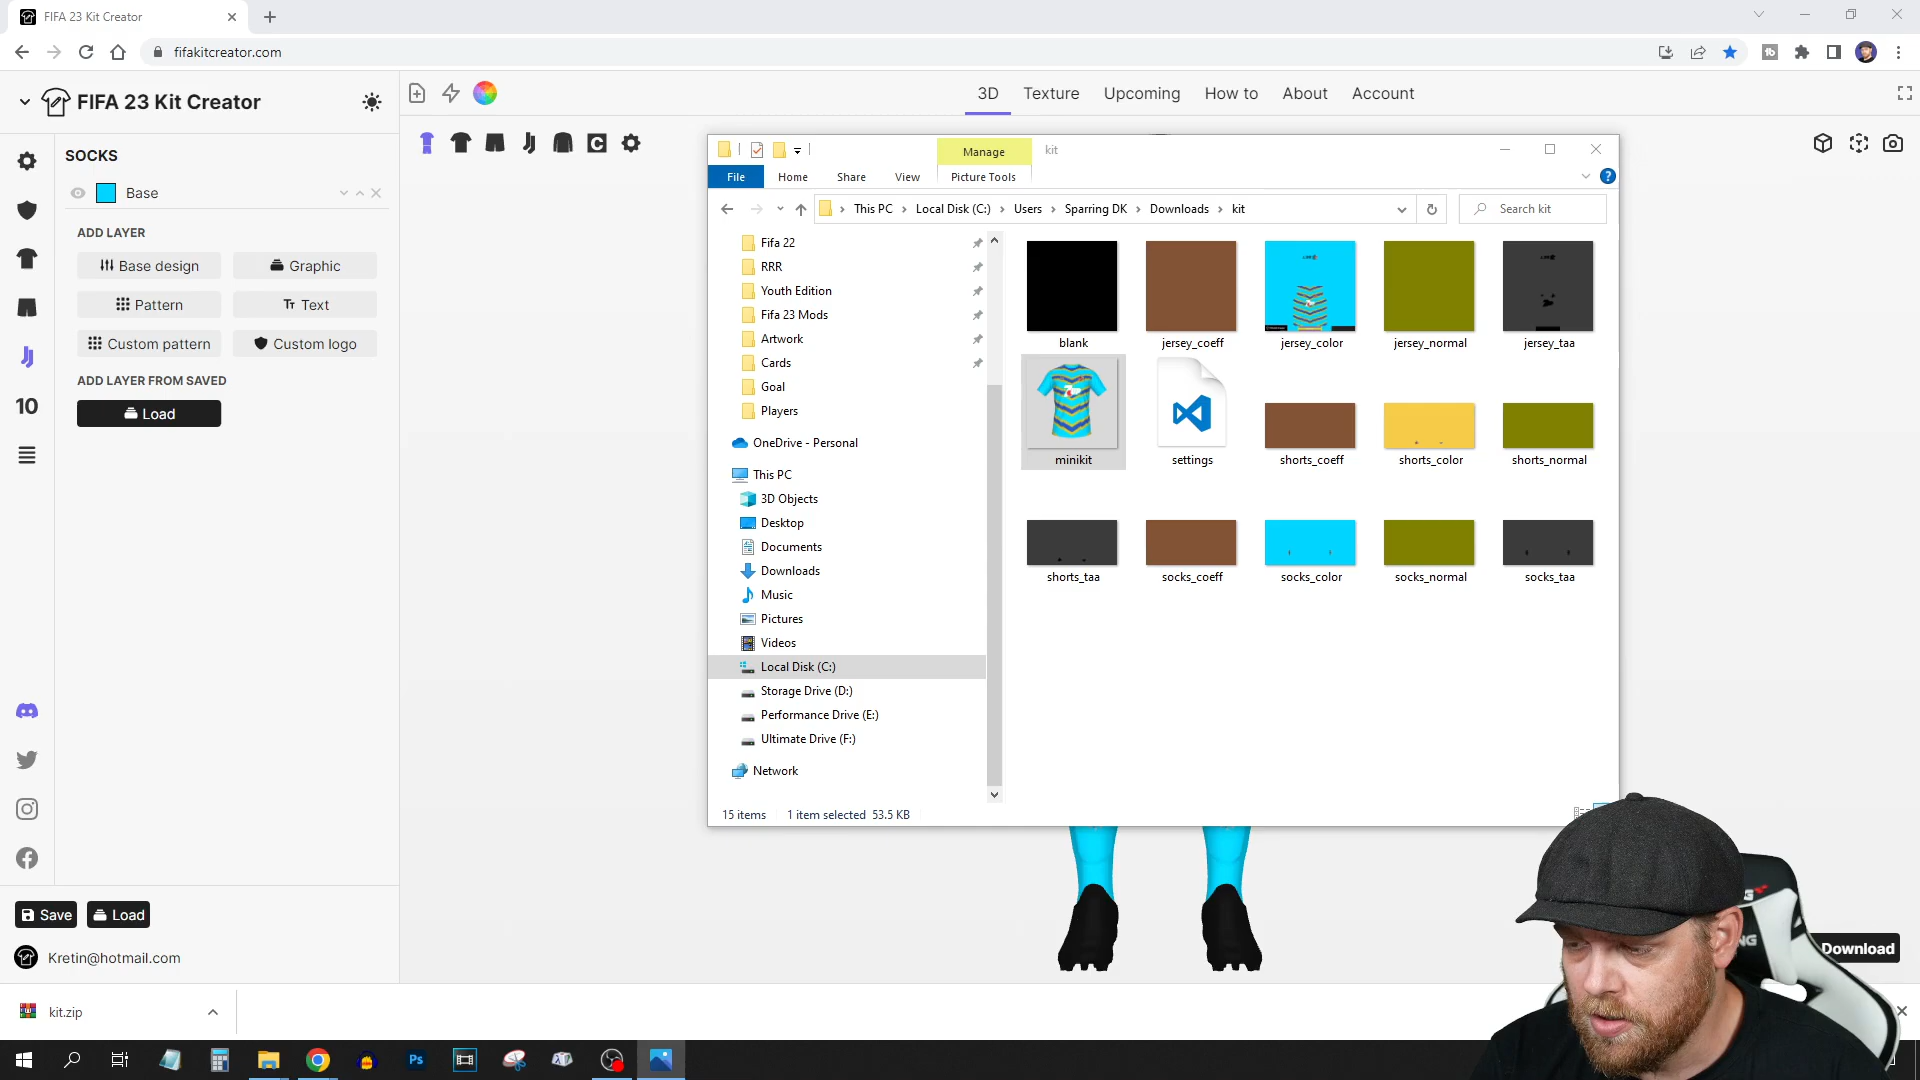 FIFA 23 Kit Creator
fifakitcreator.com
FIFA 23 Kit Creator
3D
Texture
Upcoming
How to
About
Account
SOCKS
Base
ADD LAYER
Base design
Graphic
Pattern
Text
Custom pattern
Custom logo
ADD LAYER FROM SAVED
Load
10
Save
Load
Kretin@hotmail.com
Manage
kit
File
Home
Share
View
Picture Tools
This PC
Local Disk (C:)
Users
Sparring DK
Downloads
kit
Search kit
Fifa 22
RRR
Youth Edition
Fifa 23 Mods
Artwork
Cards
Goal
Players
OneDrive - Personal
This PC
3D Objects
Desktop
Documents
Downloads
Music
Pictures
Videos
Local Disk (C:)
Storage Drive (D:)
Performance Drive (E:)
Ultimate Drive (F:)
Network
blank
jersey_coeff
jersey_color
jersey_normal
jersey_taa
minikit
settings
shorts_coeff
shorts_color
shorts_normal
shorts_taa
socks_coeff
socks_color
socks_normal
socks_taa
15 items
1 item selected 53.5 KB
Download
kit.zip
Ps